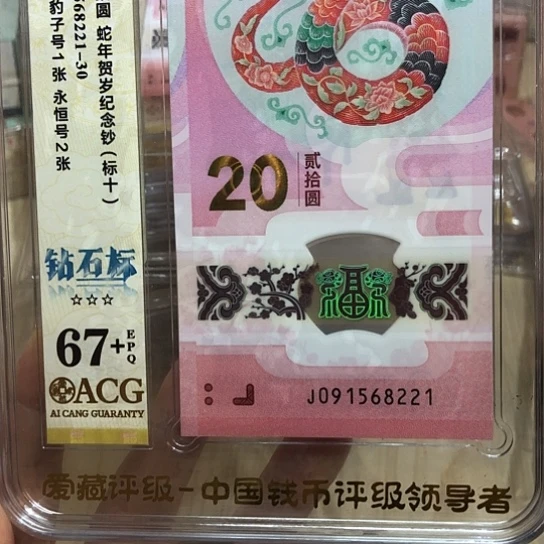 圆 蛇年贺岁纪念钞（标十）
68221-30
豹子号1张 永恒号2张
钻石标
☆☆☆
67+ EPQ
ACG
AI CANG GUARANTY
20 贰拾圆
福
J091568221
爱藏评级-中国钱币评级领导者